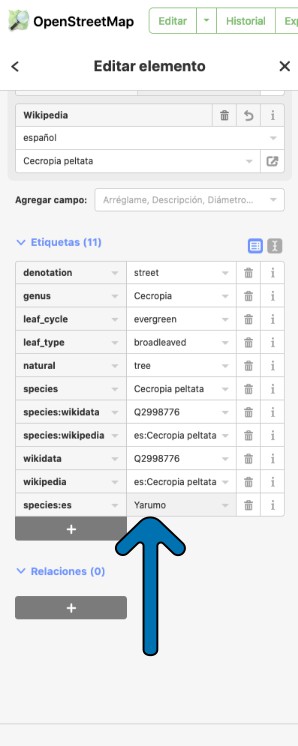 OpenStreetMap Editar Historial
Editar elemento
Wikipedia
español
Cecropia peltata
Agregar campo: Arréglame, Descripción, Diámetro...
Etiquetas (11)
denotation street
genus Cecropia
leaf_cycle evergreen
leaf_type broadleaved
natural tree
species Cecropia peltata
species:wikidata Q2998776
species:wikipedia es:Cecropia peltata
wikidata Q2998776
wikipedia es:Cecropia peltata
species:es Yarumo
+
Relaciones (0)
+